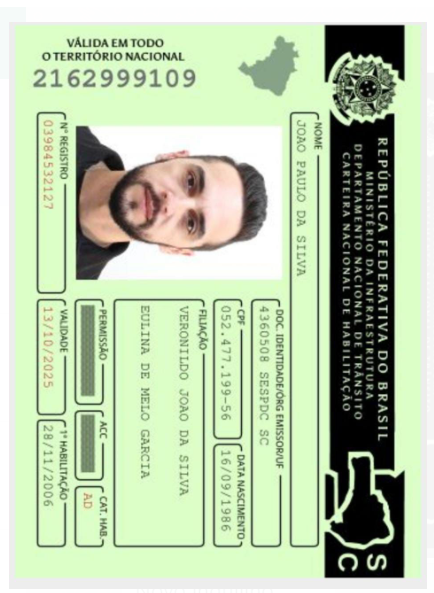 VÁLIDA EM TODO
O TERRITÓRIO NACIONAL
2162999109
REPÚBLICA FEDERATIVA DO BRASIL
MINISTÉRIO DA INFRAESTRUTURA
DEPARTAMENTO NACIONAL DE TRÂNSITO
CARTEIRA NACIONAL DE HABILITAÇÃO
SC
NOME
JOAO PAULO DA SILVA
DOC. IDENTIDADE/ÓRG EMISSOR/UF
4360508 SESPDC SC
CPF
052.477.199-56
DATA NASCIMENTO
16/09/1986
FILIAÇÃO
VERONILDO JOAO DA SILVA
EULINA DE MELO GARCIA
PERMISSÃO
ACC
CAT. HAB.
AD
Nº REGISTRO
03984532127
VALIDADE
13/10/2025
1ª HABILITAÇÃO
28/11/2006